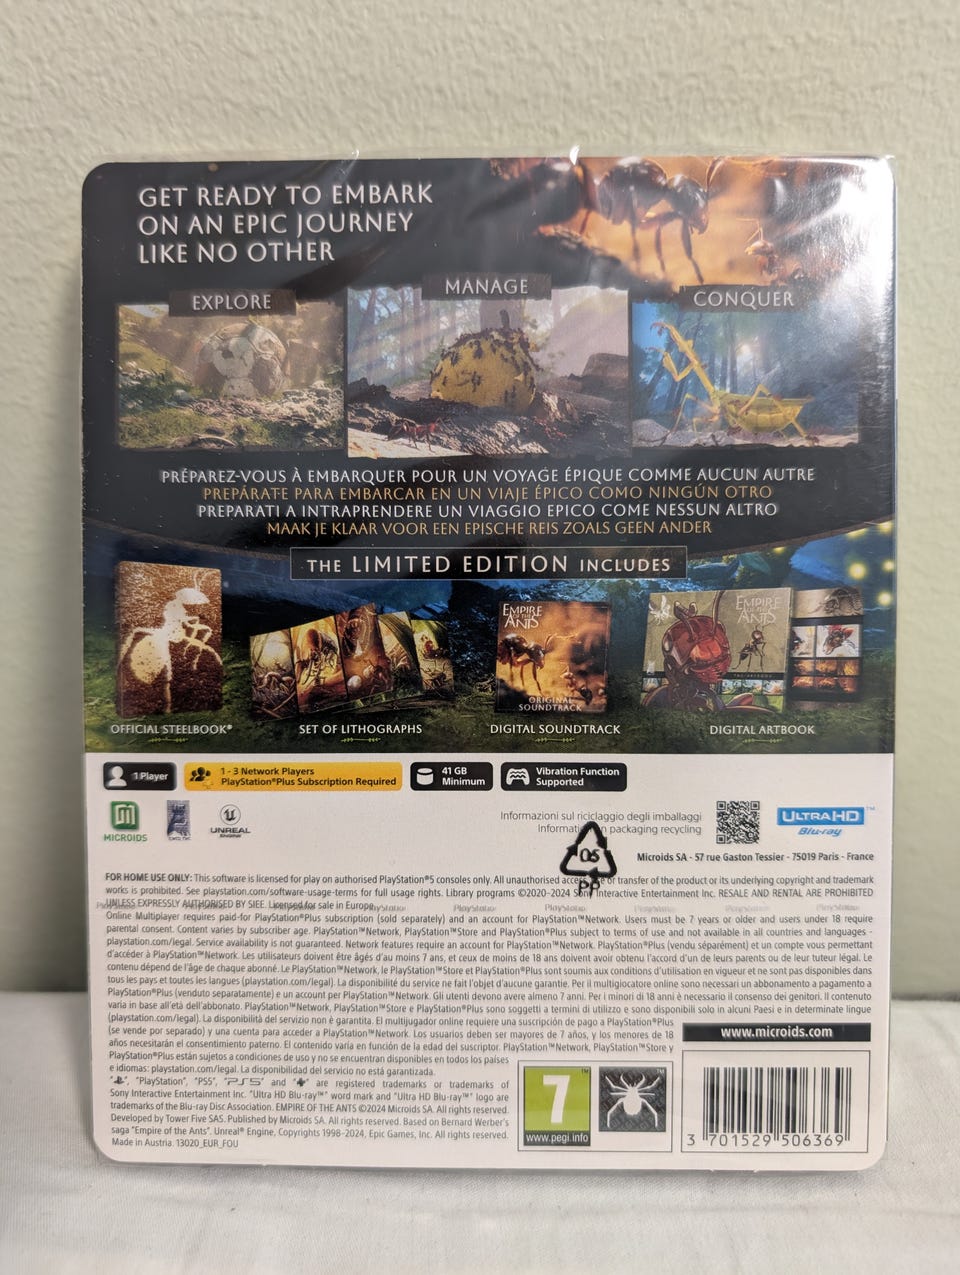 GET READY TO EMBARK
ON AN EPIC JOURNEY
LIKE NO OTHER
EXPLORE
MANAGE
CONQUER
PRÉPAREZ-VOUS À EMBARQUER POUR UN VOYAGE ÉPIQUE COMME AUCUN AUTRE
PREPÁRATE PARA EMBARCAR EN UN VIAJE ÉPICO COMO NINGÚN OTRO
PREPARATI A INTRAPRENDERE UN VIAGGIO EPICO COME NESSUN ALTRO
MAAK JE KLAAR VOOR EEN EPISCHE REIS ZOALS GEEN ANDER
THE LIMITED EDITION INCLUDES
EMPIRE
OF THE
ANTS
ORIGINAL
SOUNDTRACK
EMPIRE
OF THE
ANTS
THE ARTBOOK
OFFICIAL STEELBOOK®
SET OF LITHOGRAPHS
DIGITAL SOUNDTRACK
DIGITAL ARTBOOK
1 Player
1 - 3 Network Players
PlayStation®Plus Subscription Required
41 GB
Minimum
Vibration Function
Supported
MICROIDS
UNREAL
ENGINE
Informazioni sul riciclaggio degli imballaggi
Information on packaging recycling
ULTRA HD™
Blu-ray
06
PP
Microids SA - 57 rue Gaston Tessier - 75019 Paris - France
FOR HOME USE ONLY: This software is licensed for play on authorised PlayStation®5 consoles only. All unauthorised access, use or transfer of the product or its underlying copyright and trademark
works is prohibited. See playstation.com/software-usage-terms for full usage rights. Library programs ©2020–2024 Sony Interactive Entertainment Inc. RESALE AND RENTAL ARE PROHIBITED
UNLESS EXPRESSLY AUTHORISED BY SIEE. Licensed for sale in Europe
PlayStation PlayStation PlayStation PlayStation PlayStation PlayStation PlayStation
Online Multiplayer requires paid-for PlayStation®Plus subscription (sold separately) and an account for PlayStation™Network. Users must be 7 years or older and users under 18 require
parental consent. Content varies by subscriber age. PlayStation™Network, PlayStation™Store and PlayStation®Plus subject to terms of use and not available in all countries and languages -
playstation.com/legal. Service availability is not guaranteed. Network features require an account for PlayStation™Network. PlayStation®Plus (vendu séparément) et un compte vous permettant
d'accéder à PlayStation™Network. Les utilisateurs doivent être âgés d'au moins 7 ans, et ceux de moins de 18 ans doivent avoir obtenu l'accord d'un de leurs parents ou de leur tuteur légal. Le
contenu dépend de l'âge de chaque abonné. Le PlayStation™Network, le PlayStation™Store et PlayStation®Plus sont soumis aux conditions d'utilisation en vigueur et ne sont pas disponibles dans
tous les pays et toutes les langues (playstation.com/legal). La disponibilité du service ne fait l'objet d'aucune garantie. Per il multigiocatore online sono necessari un abbonamento a pagamento a
PlayStation®Plus (venduto separatamente) e un account per PlayStation™Network. Gli utenti devono avere almeno 7 anni. Per i minori di 18 anni è necessario il consenso dei genitori. Il contenuto
varia in base all'età dell'abbonato. PlayStation™Network, PlayStation™Store e PlayStation®Plus sono soggetti a termini di utilizzo e sono disponibili solo in alcuni Paesi e in determinate lingue
(playstation.com/legal). La disponibilità del servizio non è garantita. El multijugador online requiere una suscripción de pago a PlayStation®Plus
(se vende por separado) y una cuenta para acceder a PlayStation™Network. Los usuarios deben ser mayores de 7 años, y los menores de 18
años necesitarán el consentimiento paterno. El contenido varía en función de la edad del suscriptor. PlayStation™Network, PlayStation™Store y
PlayStation®Plus están sujetos a condiciones de uso y no se encuentran disponibles en todos los países
e idiomas: playstation.com/legal. La disponibilidad del servicio no está garantizada.
"PlayStation", "PS5", "PS5" and are registered trademarks or trademarks of
Sony Interactive Entertainment Inc. "Ultra HD Blu-ray™" word mark and "Ultra HD Blu-ray™" logo are
trademarks of the Blu-ray Disc Association. EMPIRE OF THE ANTS ©2024 Microids SA. All rights reserved.
Developed by Tower Five SAS. Published by Microids SA. All rights reserved. Based on Bernard Werber's
saga "Empire of the Ants". Unreal® Engine, Copyrights 1998–2024, Epic Games, Inc. All rights reserved.
Made in Austria. 13020_EUR_FOU
www.microids.com
7
www.pegi.info
3 701529 506369